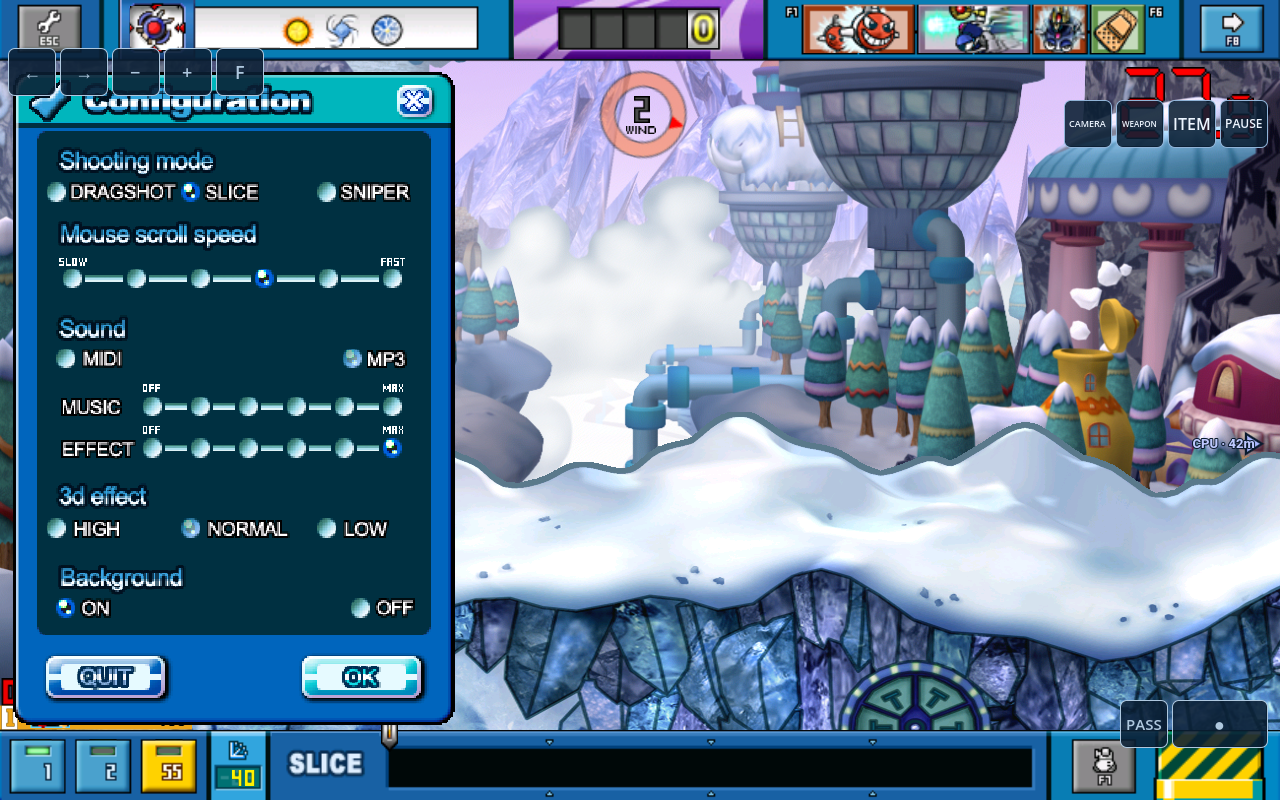 ESC
0
F1
F6
F8
← → − + F
Configuration
2
WIND
CAMERA WEAPON ITEM PAUSE
Shooting mode
DRAGSHOT SLICE SNIPER
Mouse scroll speed
SLOW FAST
Sound
MIDI MP3
OFF MAX
MUSIC
OFF MAX
EFFECT
CPU · 42m
3d effect
HIGH NORMAL LOW
Background
ON OFF
QUIT OK
PASS
1 2 SS
-40
SLICE
F7